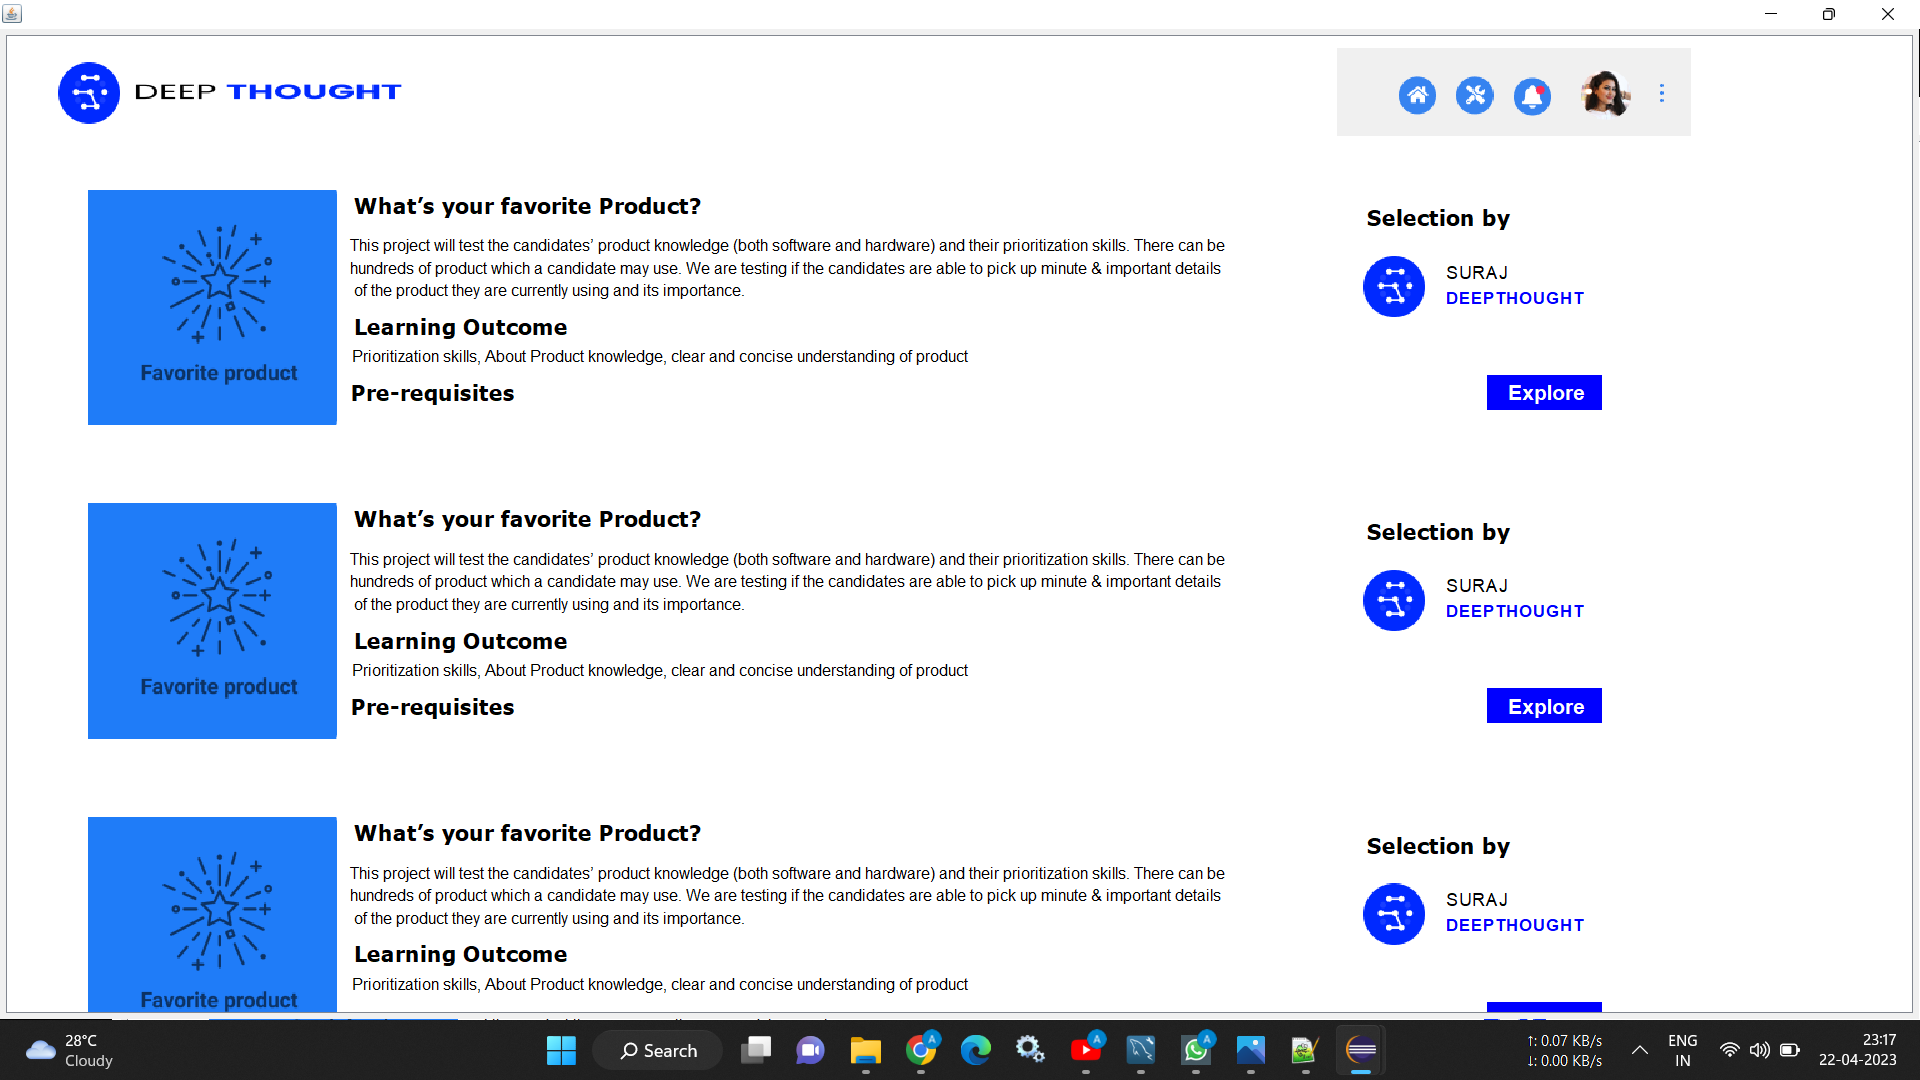 DEEP THOUGHT
What’s your favorite Product?
This project will test the candidates’ product knowledge (both software and hardware) and their prioritization skills. There can be
hundreds of product which a candidate may use. We are testing if the candidates are able to pick up minute & important details
of the product they are currently using and its importance.
Learning Outcome
Prioritization skills, About Product knowledge, clear and concise understanding of product
Pre-requisites
Favorite product
Selection by
SURAJ
DEEPTHOUGHT
Explore
What’s your favorite Product?
This project will test the candidates’ product knowledge (both software and hardware) and their prioritization skills. There can be
hundreds of product which a candidate may use. We are testing if the candidates are able to pick up minute & important details
of the product they are currently using and its importance.
Learning Outcome
Prioritization skills, About Product knowledge, clear and concise understanding of product
Pre-requisites
Favorite product
Selection by
SURAJ
DEEPTHOUGHT
Explore
What’s your favorite Product?
This project will test the candidates’ product knowledge (both software and hardware) and their prioritization skills. There can be
hundreds of product which a candidate may use. We are testing if the candidates are able to pick up minute & important details
of the product they are currently using and its importance.
Learning Outcome
Prioritization skills, About Product knowledge, clear and concise understanding of product
Favorite product
Selection by
SURAJ
DEEPTHOUGHT
28°C
Cloudy
Search
A
A
A
↑: 0.07 KB/s
↓: 0.00 KB/s
ENG
IN
23:17
22-04-2023